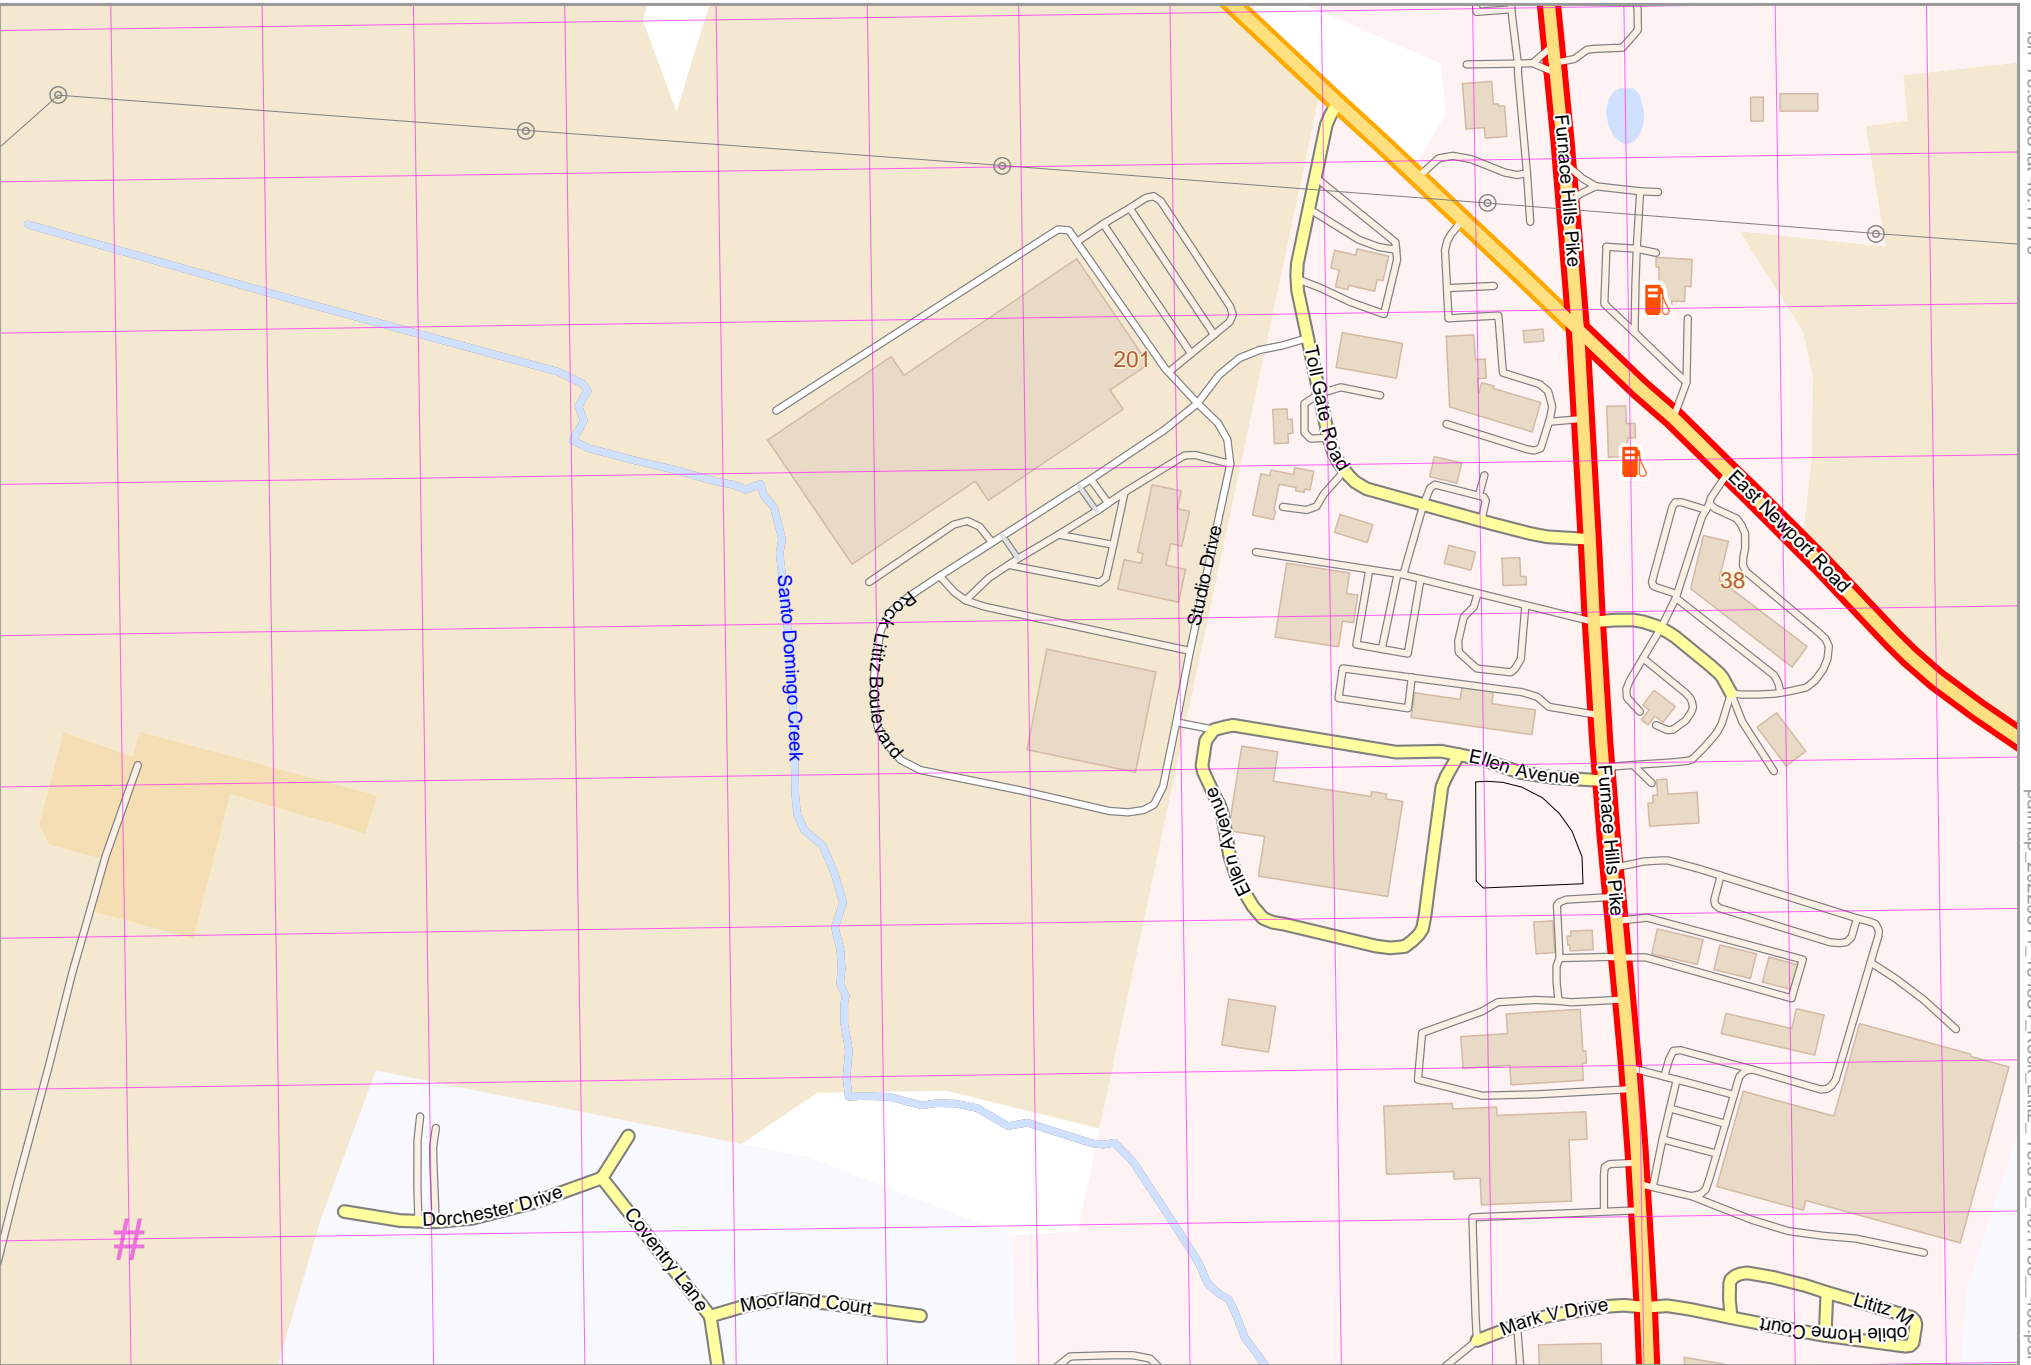 Furnace Hills Pike
201
Toll Gate Road
East Newport Road
Studio Drive
38
Santo Domingo Creek
Rock Lititz Boulevard
Ellen Avenue
Ellen Avenue
Furnace Hills Pike
Dorchester Drive
#
Coventry Lane
Moorland Court
Mark V Drive
Lititz Mobile Home Court